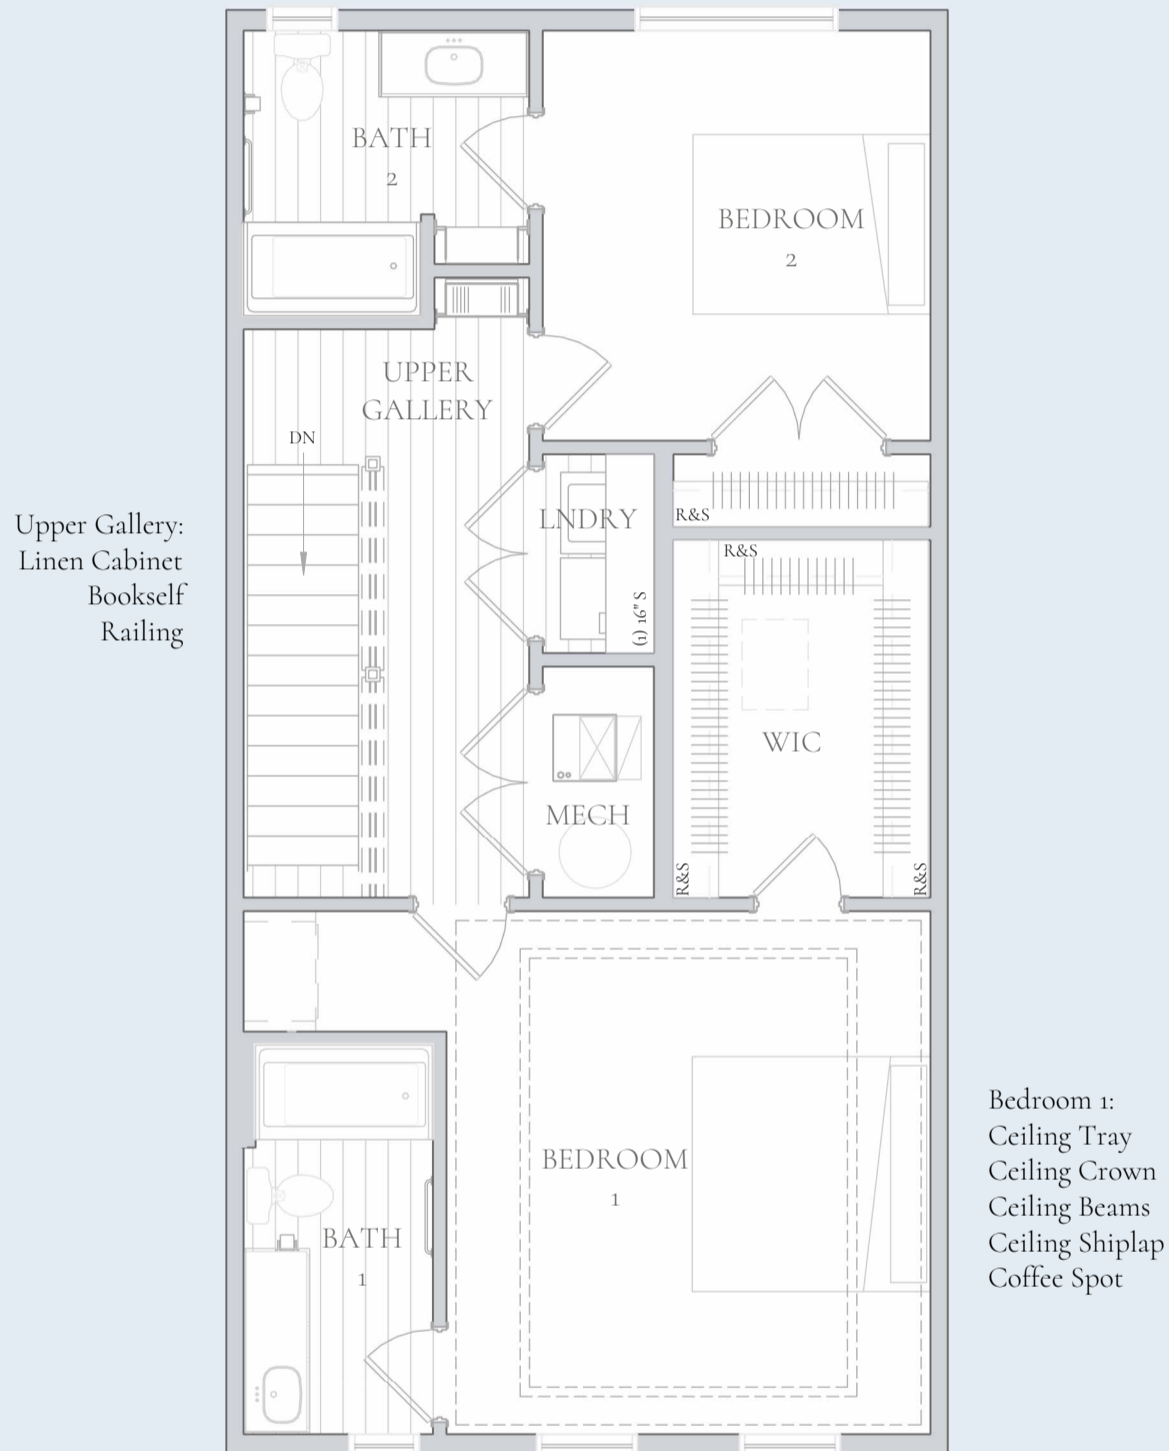 BATH
2
BEDROOM
2
UPPER
GALLERY
DN
LNDRY
(1) 16" S
R&S
R&S
WIC
R&S
R&S
MECH
Upper Gallery:
Linen Cabinet
Bookself
Railing
BEDROOM
1
BATH
1
Bedroom 1:
Ceiling Tray
Ceiling Crown
Ceiling Beams
Ceiling Shiplap
Coffee Spot